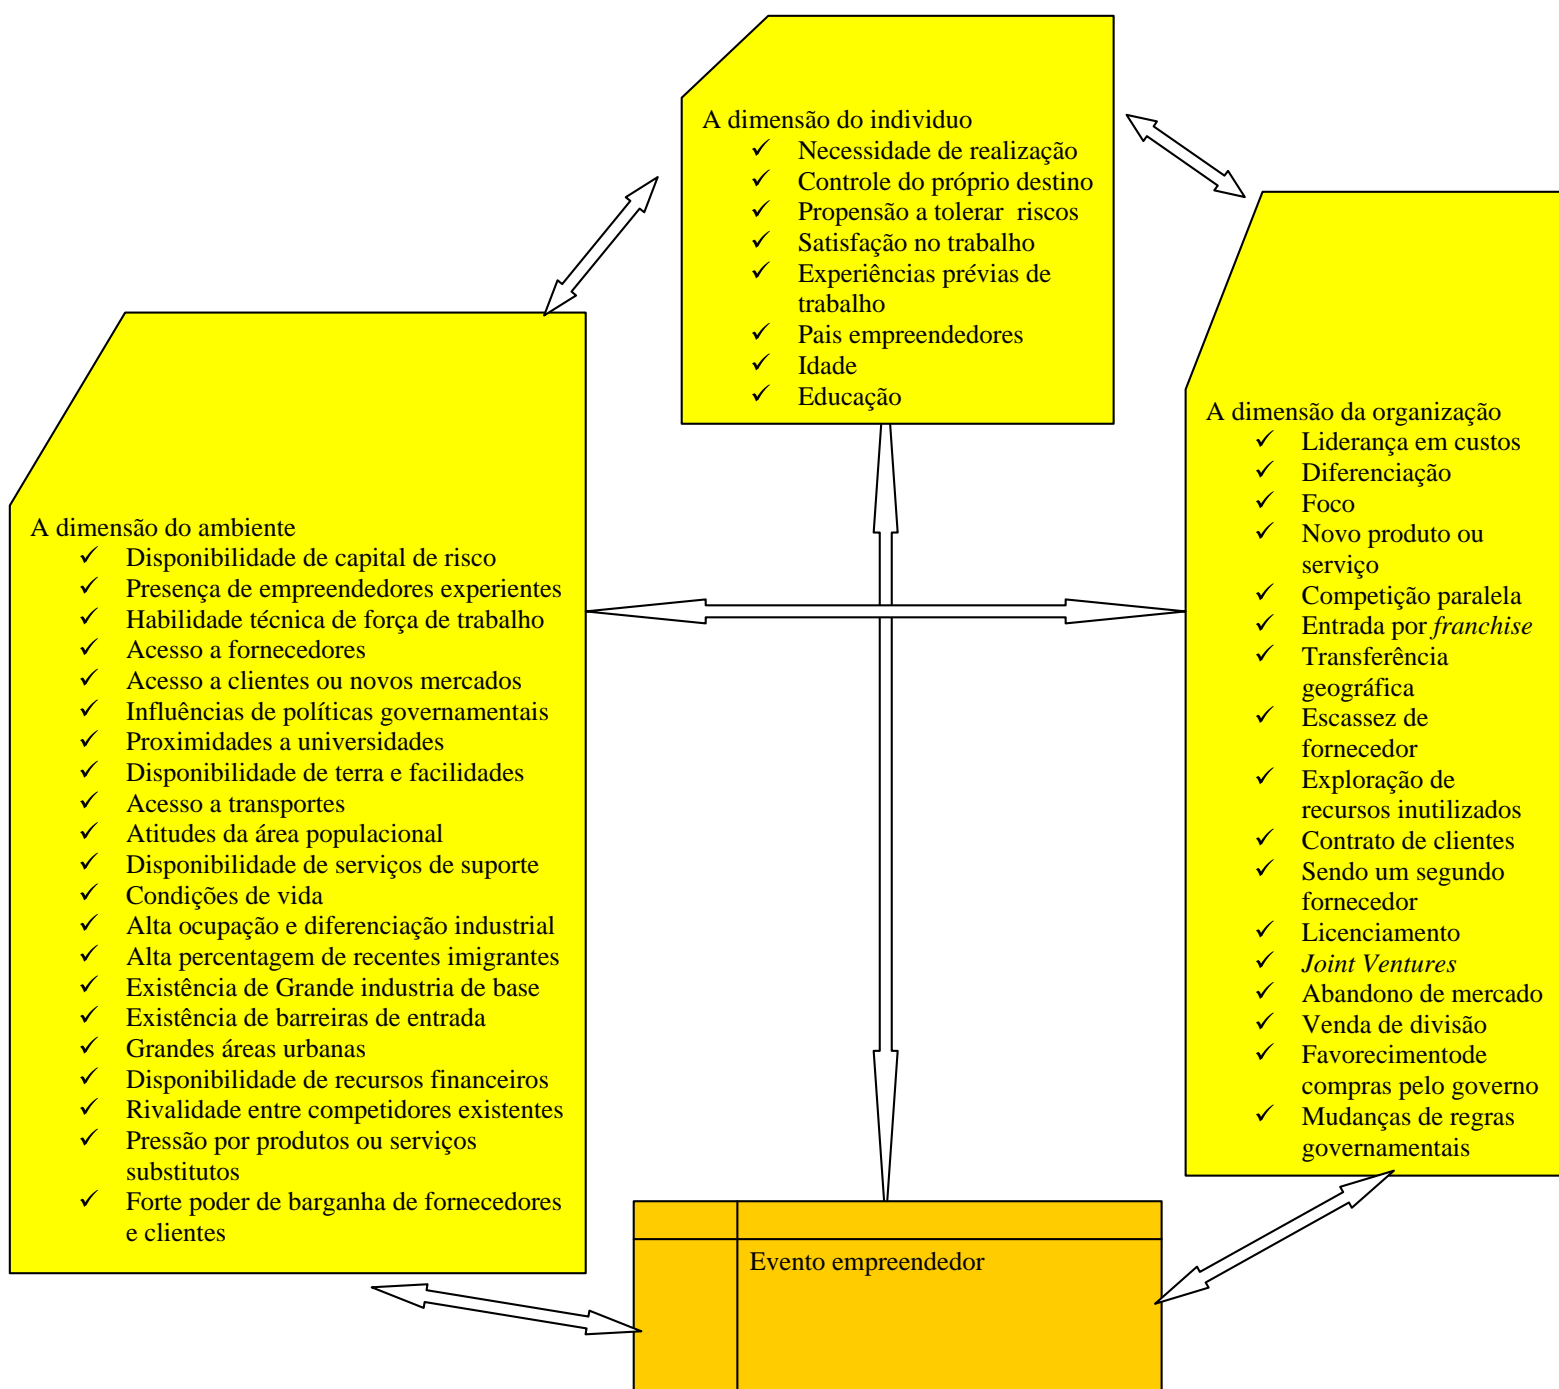 A dimensão do individuo
✓ Necessidade de realização
✓ Controle do próprio destino
✓ Propensão a tolerar  riscos
✓ Satisfação no trabalho
✓ Experiências prévias de
trabalho
✓ Pais empreendedores
✓ Idade
✓ Educação
A dimensão do ambiente
✓ Disponibilidade de capital de risco
✓ Presença de empreendedores experientes
✓ Habilidade técnica de força de trabalho
✓ Acesso a fornecedores
✓ Acesso a clientes ou novos mercados
✓ Influências de políticas governamentais
✓ Proximidades a universidades
✓ Disponibilidade de terra e facilidades
✓ Acesso a transportes
✓ Atitudes da área populacional
✓ Disponibilidade de serviços de suporte
✓ Condições de vida
✓ Alta ocupação e diferenciação industrial
✓ Alta percentagem de recentes imigrantes
✓ Existência de Grande industria de base
✓ Existência de barreiras de entrada
✓ Grandes áreas urbanas
✓ Disponibilidade de recursos financeiros
✓ Rivalidade entre competidores existentes
✓ Pressão por produtos ou serviços
substitutos
✓ Forte poder de barganha de fornecedores
e clientes
A dimensão da organização
✓ Liderança em custos
✓ Diferenciação
✓ Foco
✓ Novo produto ou
serviço
✓ Competição paralela
✓ Entrada por franchise
✓ Transferência
geográfica
✓ Escassez de
fornecedor
✓ Exploração de
recursos inutilizados
✓ Contrato de clientes
✓ Sendo um segundo
fornecedor
✓ Licenciamento
✓ Joint Ventures
✓ Abandono de mercado
✓ Venda de divisão
✓ Favorecimentode
compras pelo governo
✓ Mudanças de regras
governamentais
Evento empreendedor